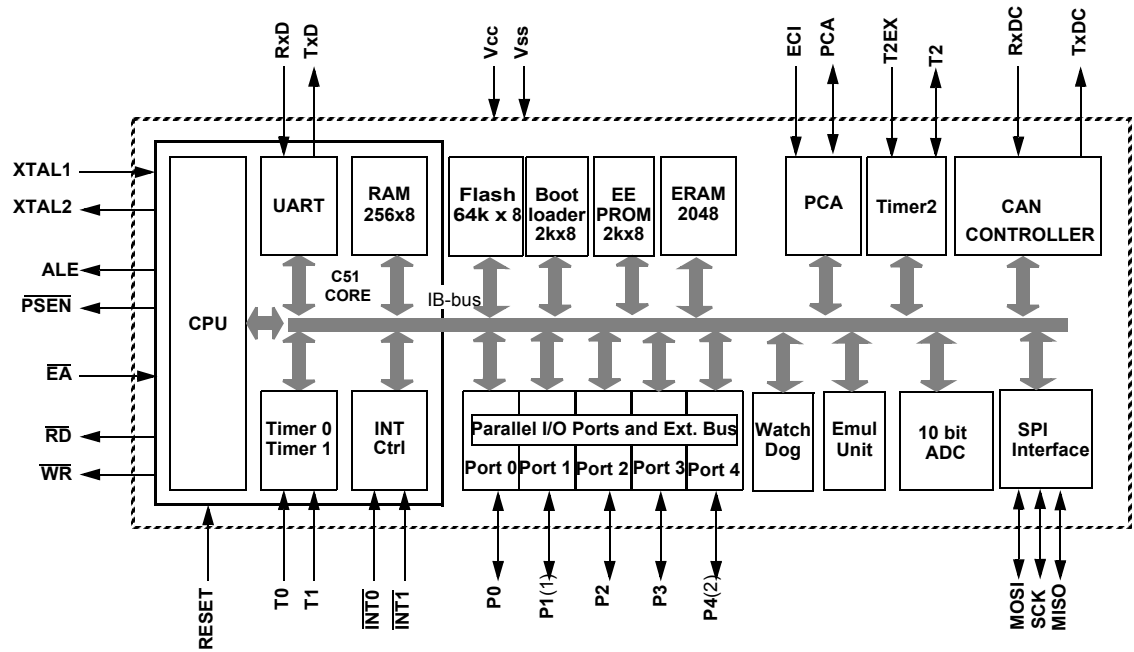 RxD
TxD
Vcc
Vss
ECI
PCA
T2EX
T2
RxDC
TxDC
XTAL1
XTAL2
ALE
PSEN
EA
RD
WR
CPU
UART
RAM
256x8
C51
CORE
IB-bus
Flash
64k x 8
Boot
loader
2kx8
EE
PROM
2kx8
ERAM
2048
PCA
Timer2
CAN
CONTROLLER
Timer 0
Timer 1
INT
Ctrl
Parallel I/O Ports and Ext. Bus
Port 0
Port 1
Port 2
Port 3
Port 4
Watch
Dog
Emul
Unit
10 bit
ADC
SPI
Interface
RESET
T0
T1
INT0
INT1
P0
P1(1)
P2
P3
P4(2)
MOSI
SCK
MISO